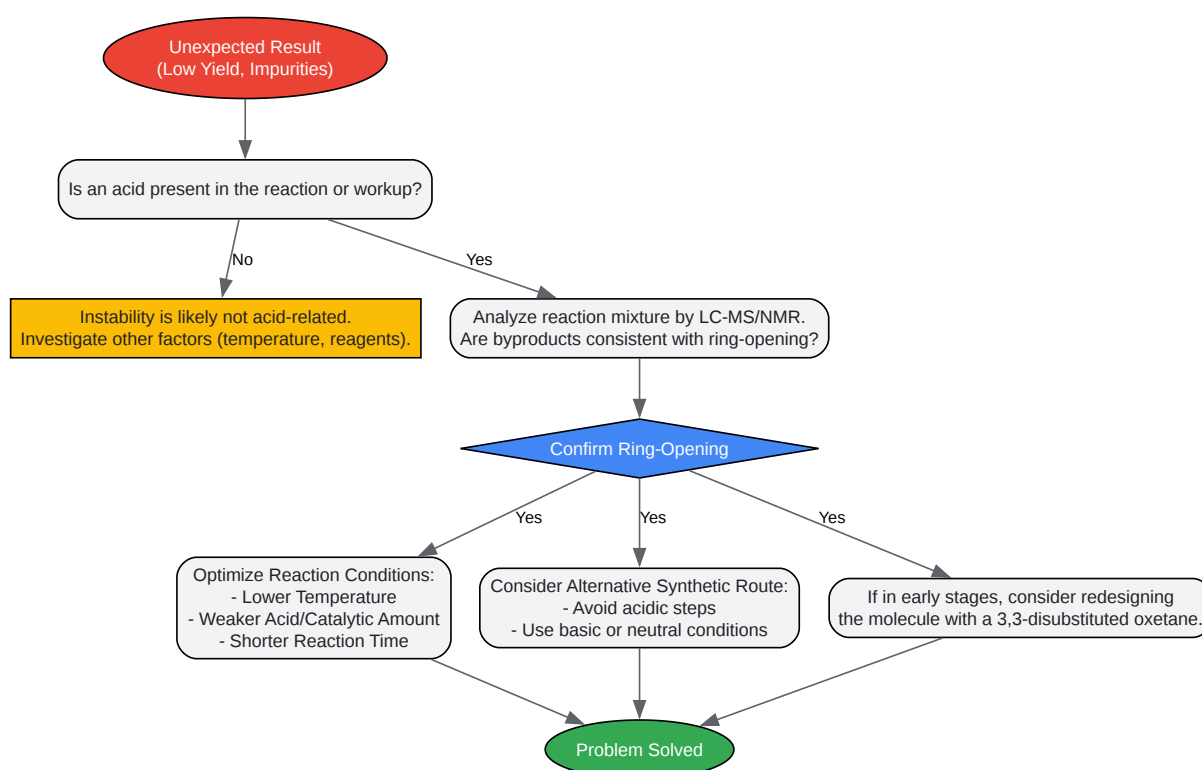 Unexpected Result
(Low Yield, Impurities)
Is an acid present in the reaction or workup?
No
Yes
Instability is likely not acid-related.
Investigate other factors (temperature, reagents).
Analyze reaction mixture by LC-MS/NMR.
Are byproducts consistent with ring-opening?
Confirm Ring-Opening
Yes
Yes
Yes
Optimize Reaction Conditions:
- Lower Temperature
- Weaker Acid/Catalytic Amount
- Shorter Reaction Time
Consider Alternative Synthetic Route:
- Avoid acidic steps
- Use basic or neutral conditions
If in early stages, consider redesigning
the molecule with a 3,3-disubstituted oxetane.
Problem Solved